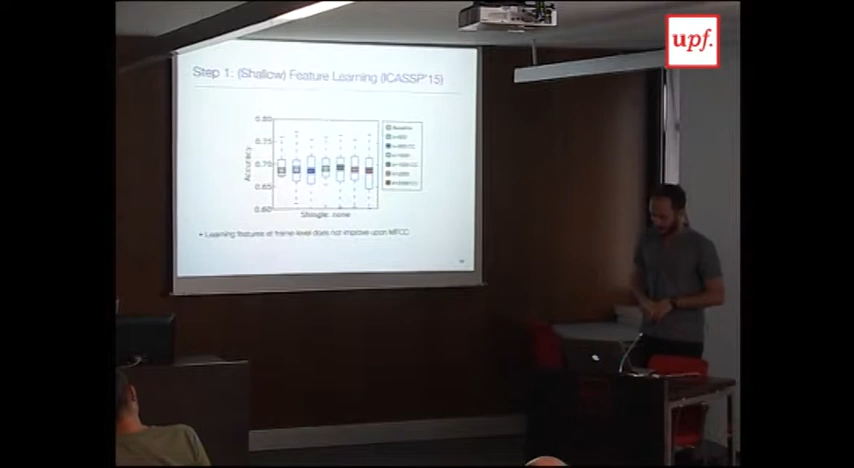 upf.
Step 1: (Shallow) Feature Learning (ICASSP'15)
0.80
0.75
0.70
0.65
0.60
Accuracy
Shingle: none
Baseline
• Learning features at frame-level does not improve upon MFCC